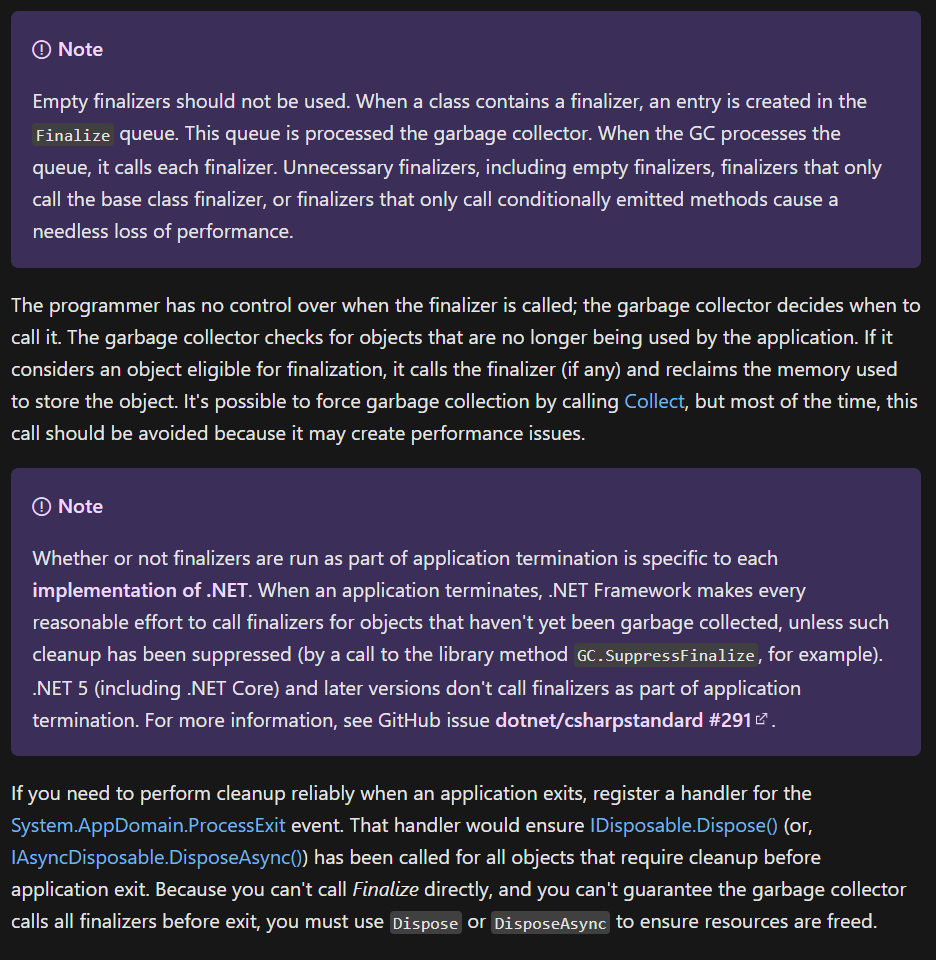 Note
Empty finalizers should not be used. When a class contains a finalizer, an entry is created in the
Finalize queue. This queue is processed the garbage collector. When the GC processes the
queue, it calls each finalizer. Unnecessary finalizers, including empty finalizers, finalizers that only
call the base class finalizer, or finalizers that only call conditionally emitted methods cause a
needless loss of performance.
The programmer has no control over when the finalizer is called; the garbage collector decides when to
call it. The garbage collector checks for objects that are no longer being used by the application. If it
considers an object eligible for finalization, it calls the finalizer (if any) and reclaims the memory used
to store the object. It's possible to force garbage collection by calling Collect, but most of the time, this
call should be avoided because it may create performance issues.
Note
Whether or not finalizers are run as part of application termination is specific to each
implementation of .NET. When an application terminates, .NET Framework makes every
reasonable effort to call finalizers for objects that haven't yet been garbage collected, unless such
cleanup has been suppressed (by a call to the library method GC.SuppressFinalize, for example).
.NET 5 (including .NET Core) and later versions don't call finalizers as part of application
termination. For more information, see GitHub issue dotnet/csharpstandard #291.
If you need to perform cleanup reliably when an application exits, register a handler for the
System.AppDomain.ProcessExit event. That handler would ensure IDisposable.Dispose() (or,
IAsyncDisposable.DisposeAsync()) has been called for all objects that require cleanup before
application exit. Because you can't call Finalize directly, and you can't guarantee the garbage collector
calls all finalizers before exit, you must use Dispose or DisposeAsync to ensure resources are freed.